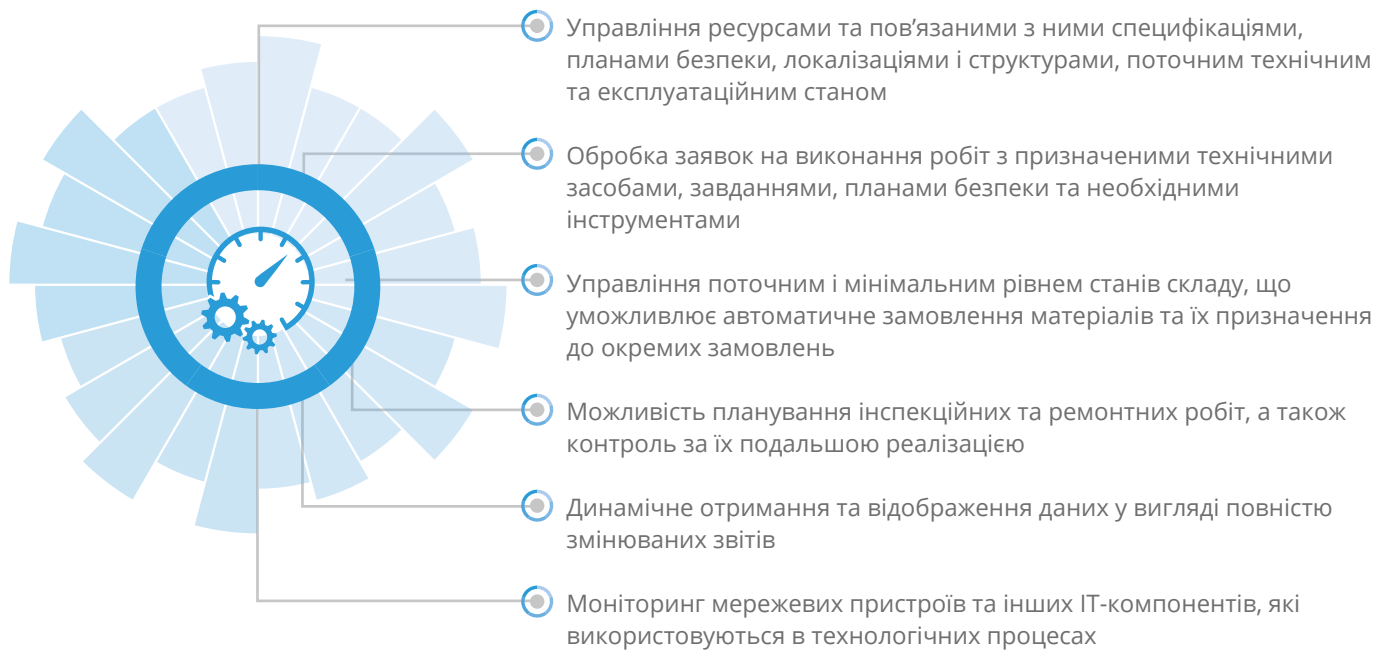 Управління ресурсами та пов’язаними з ними специфікаціями,
планами безпеки, локалізаціями і структурами, поточним технічним
та експлуатаційним станом
Обробка заявок на виконання робіт з призначеними технічними
засобами, завданнями, планами безпеки та необхідними
інструментами
Управління поточним і мінімальним рівнем станів складу, що
уможливлює автоматичне замовлення матеріалів та їх призначення
до окремих замовлень
Можливість планування інспекційних та ремонтних робіт, а також
контроль за їх подальшою реалізацією
Динамічне отримання та відображення даних у вигляді повністю
змінюваних звітів
Моніторинг мережевих пристроїв та інших ІТ-компонентів, які
використовуються в технологічних процесах